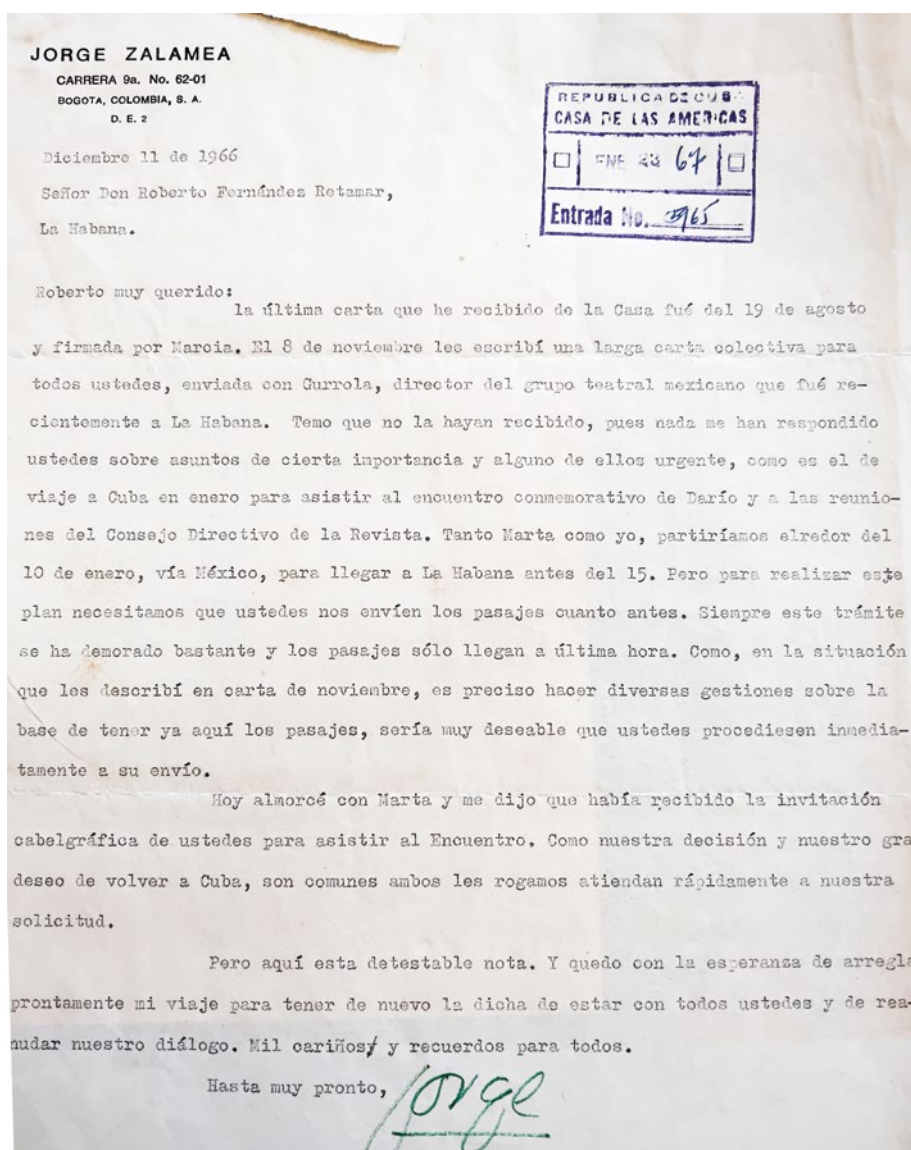 JORGE ZALAMEA
CARRERA 9a. No. 62-01
BOGOTA, COLOMBIA, S. A.
D. E. 2
REPUBLICA DE CUBA
CASA DE LAS AMERICAS
ENE 23 67
Entrada No. 3965
Diciembre 11 de 1966
Señor Don Roberto Fernández Retamar,
La Habana.
Roberto muy querido:
la última carta que he recibido de la Casa fué del 19 de agosto
y firmada por Marcia. El 8 de noviembre les escribí una larga carta colectiva para
todos ustedes, enviada con Gurrola, director del grupo teatral mexicano que fué re-
cientemente a La Habana. Temo que no la hayan recibido, pues nada me han respondido
ustedes sobre asuntos de cierta importancia y alguno de ellos urgente, como es el de
viaje a Cuba en enero para asistir al encuentro conmemorativo de Darío y a las reunio-
nes del Consejo Directivo de la Revista. Tanto Marta como yo, partiríamos elredor del
10 de enero, vía México, para llegar a La Habana antes del 15. Pero para realizar este
plan necesitamos que ustedes nos envíen los pasajes cuanto antes. Siempre este trámite
se ha demorado bastante y los pasajes sólo llegan a última hora. Como, en la situación
que les describí en carta de noviembre, es preciso hacer diversas gestiones sobre la
base de tener ya aquí los pasajes, sería muy deseable que ustedes procediesen inmedia-
tamente a su envío.
Hoy almorcé con Marta y me dijo que había recibido la invitación
cabelgráfica de ustedes para asistir al Encuentro. Como nuestra decisión y nuestro gra
deseo de volver a Cuba, son comunes ambos les rogamos atiendan rápidamente a nuestra
solicitud.
Pero aquí esta detestable nota. Y quedo con la esperanza de arregla
prontamente mi viaje para tener de nuevo la dicha de estar con todos ustedes y de rea-
nudar nuestro diálogo. Mil cariños y recuerdos para todos.
Hasta muy pronto,
Jorge